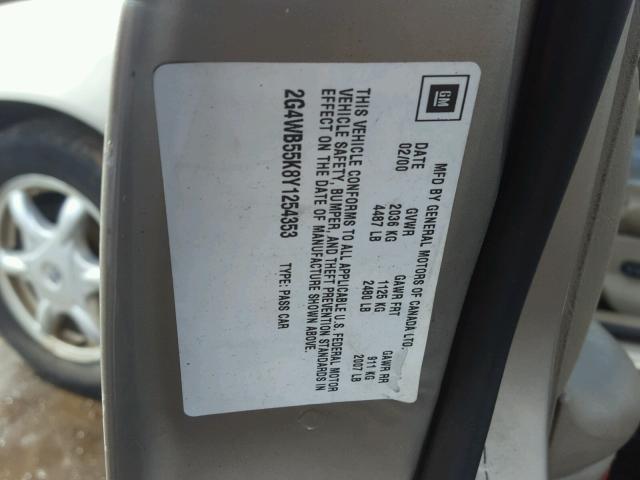 GM
MFD BY GENERAL MOTORS OF CANADA LTD.
DATE GVWR GAWR FRT GAWR RR
02/00 2036 KG 1125 KG 911 KG
4487 LB 2480 LB 2007 LB
THIS VEHICLE CONFORMS TO ALL APPLICABLE U.S. FEDERAL MOTOR
VEHICLE SAFETY, BUMPER, AND THEFT PREVENTION STANDARDS IN
EFFECT ON THE DATE OF MANUFACTURE SHOWN ABOVE.
2G4WB55K8Y1254353 TYPE: PASS CAR